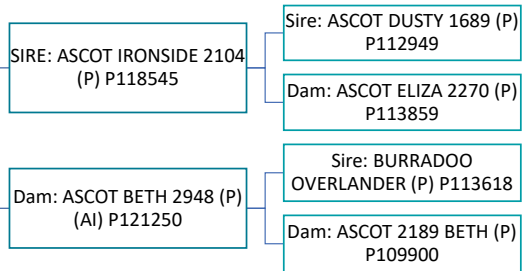 SIRE: ASCOT IRONSIDE 2104
(P) P118545
Sire: ASCOT DUSTY 1689 (P)
P112949
Dam: ASCOT ELIZA 2270 (P)
P113859
Dam: ASCOT BETH 2948 (P)
(AI) P121250
Sire: BURRADOO
OVERLANDER (P) P113618
Dam: ASCOT 2189 BETH (P)
P109900